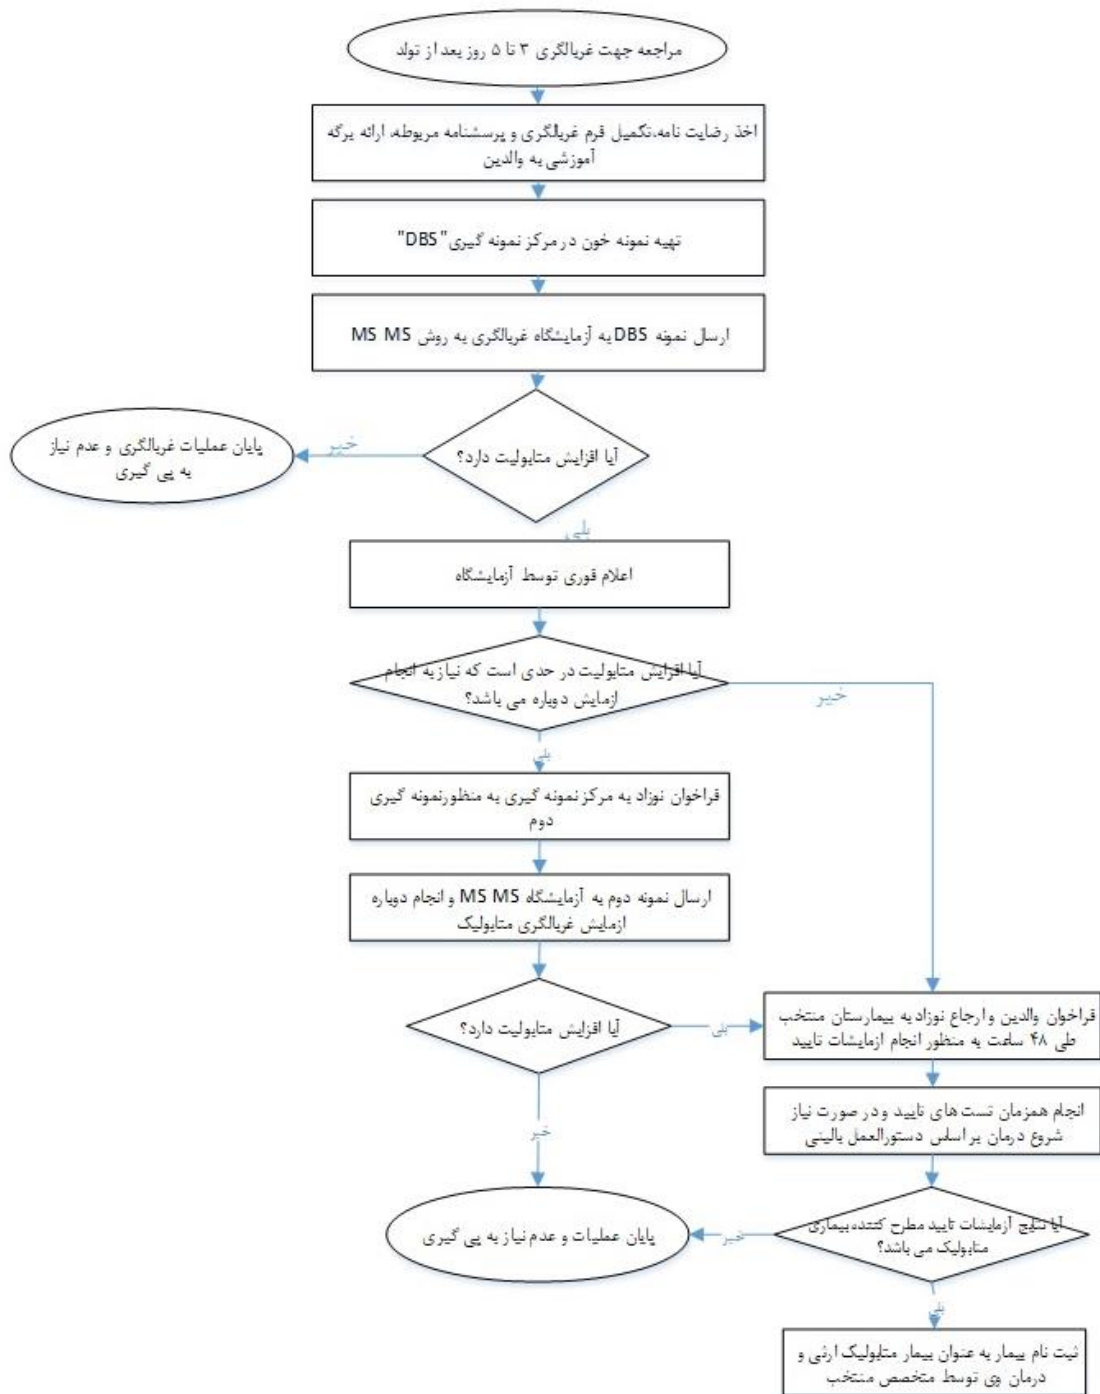 مراجعه جهت غربالگری ۳ تا ۵ روز بعد از تولد
اخذ رضایت نامه،تکمیل فرم غربالگری و پرسشنامه مربوطه، ارائه برگه
آموزشی به والدین
تهیه نمونه خون در مرکز نمونه گیری"DBS"
ارسال نمونه DBS به آزمایشگاه غربالگری به روش MS MS
آیا افزایش متابولیت دارد؟
خیر
پایان عملیات غربالگری و عدم نیاز
به پی گیری
بلی
اعلام فوری توسط آزمایشگاه
آیا افزایش متابولیت در حدی است که نیاز به انجام
ازمایش دوباره می باشد؟
خیر
بلی
فراخوان نوزاد به مرکز نمونه گیری به منظورنمونه گیری
دوم
ارسال نمونه دوم به آزمایشگاه MS MS و انجام دوباره
ازمایش غربالگری متابولیک
آیا افزایش متابولیت دارد؟
بلی
فراخوان والدین و ارجاع نوزاد به بیمارستان منتخب
طی ۴۸ ساعت به منظور انجام ازمایشات تایید
انجام همزمان تست های تایید و در صورت نیاز
شروع درمان بر اساس دستورالعمل بالینی
خیر
آیا نتایج آزمایشات تایید مطرح کننده بیماری
متابولیک می باشد؟
خیر
پایان عملیات و عدم نیاز به پی گیری
بلی
ثبت نام بیمار به عنوان بیمار متابولیک ارثی و
درمان وی توسط متخصص منتخب